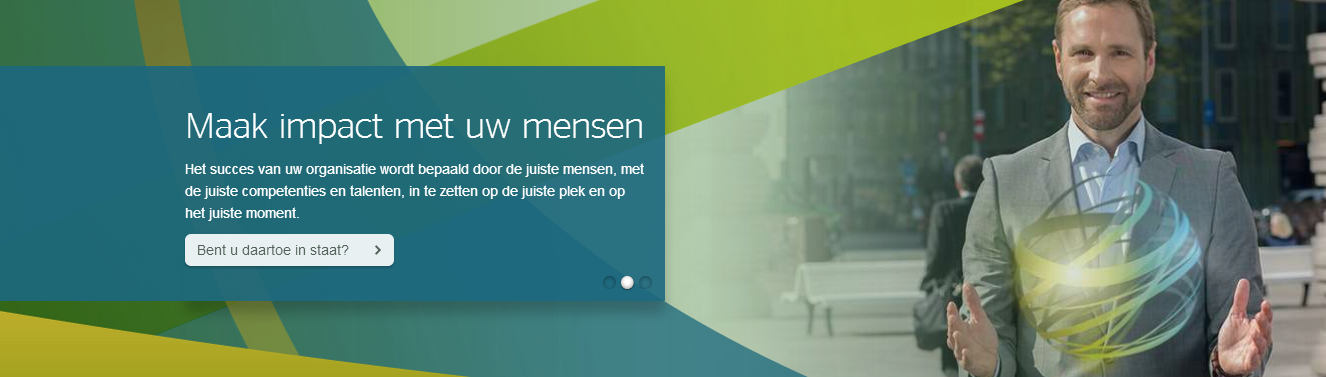 Maak impact met uw mensen
Het succes van uw organisatie wordt bepaald door de juiste mensen, met
de juiste competenties en talenten, in te zetten op de juiste plek en op
het juiste moment.
Bent u daartoe in staat?